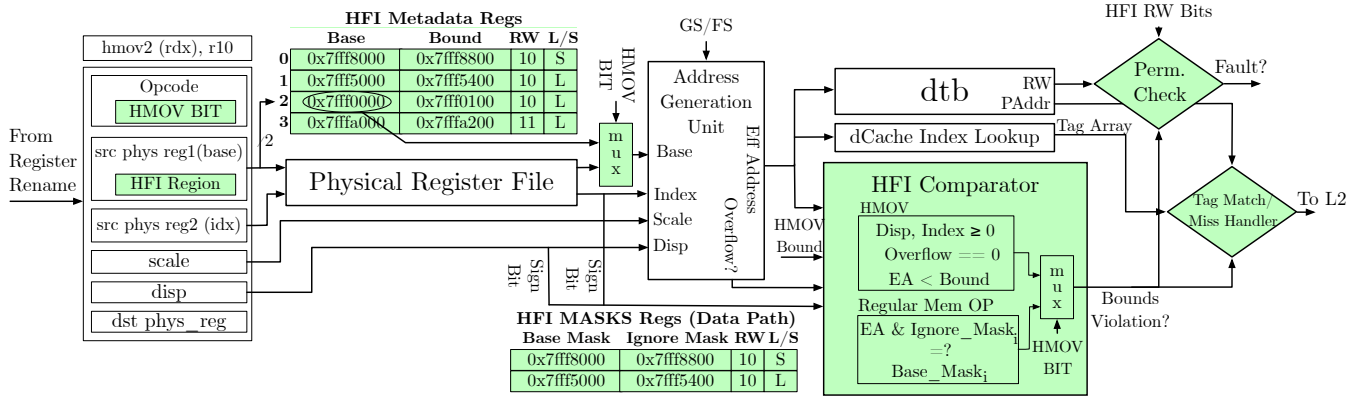 HFI Metadata Regs
Base Bound RW L/S
0 0x7fff8000 0x7fff8800 10 S
1 0x7fff5000 0x7fff5400 10 L
2 0x7fff0000 0x7fff0100 10 L
3 0x7fffa000 0x7fffa200 11 L
hmov2 (rdx), r10
Opcode
HMOV BIT
src phys reg1(base)
HFI Region
src phys reg2 (idx)
scale
disp
dst phys_reg
From
Register
Rename
/2
Physical Register File
HMOV
BIT
mux
GS/FS
Address
Generation
Unit
Base
Index
Scale
Disp
Eff Address
Overflow?
Sign
Bit
Sign
Bit
HFI MASKS Regs (Data Path)
Base Mask Ignore Mask RW L/S
0x7fff8000 0x7fff8800 10 S
0x7fff5000 0x7fff5400 10 L
dtb
RW
PAddr
dCache Index Lookup
Tag Array
HFI Comparator
HMOV
Disp, Index ≥ 0
Overflow == 0
EA < Bound
HMOV
Bound
Regular Mem OP
EA & Ignore_Mask_i
=?
Base_Mask_i
mux
HMOV
BIT
Bounds
Violation?
HFI RW Bits
Perm.
Check
Fault?
Tag Match/
Miss Handler
To L2